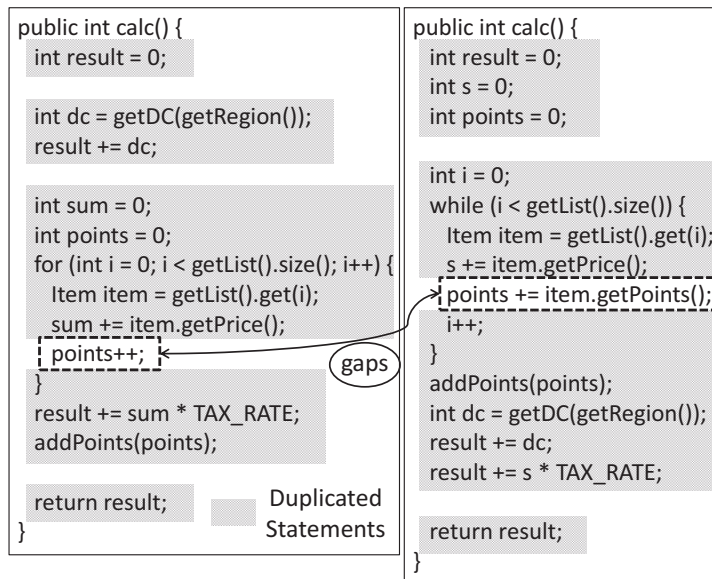 public int calc() {
int result = 0;
int dc = getDC(getRegion());
result += dc;
int sum = 0;
int points = 0;
for (int i = 0; i < getList().size(); i++) {
Item item = getList().get(i);
sum += item.getPrice();
points++;
}
result += sum * TAX_RATE;
addPoints(points);
return result;
}
gaps
Duplicated
Statements
public int calc() {
int result = 0;
int s = 0;
int points = 0;
int i = 0;
while (i < getList().size()) {
Item item = getList().get(i);
s += item.getPrice();
points += item.getPoints();
i++;
}
addPoints(points);
int dc = getDC(getRegion());
result += dc;
result += s * TAX_RATE;
return result;
}